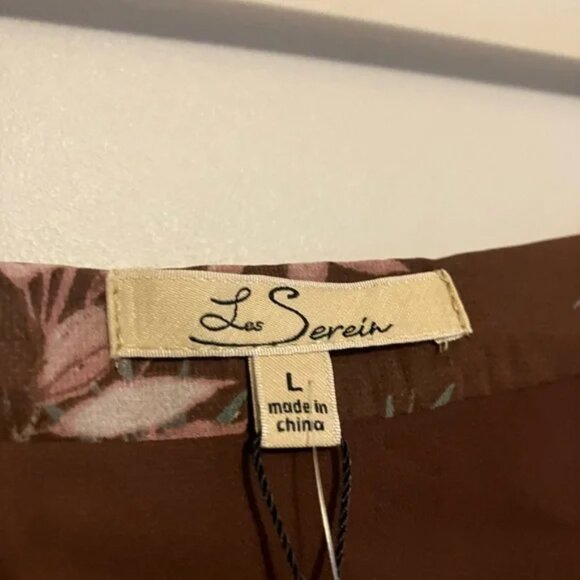 Les Serein
L
made in
china